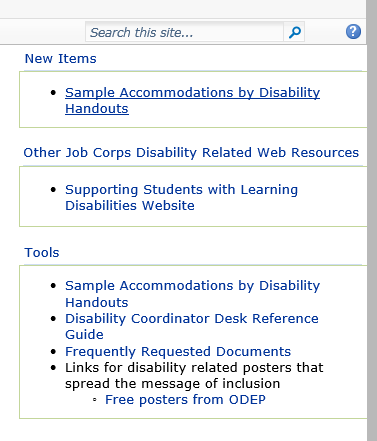 Search this site...
?
New Items
• Sample Accommodations by Disability
Handouts
Other Job Corps Disability Related Web Resources
• Supporting Students with Learning
Disabilities Website
Tools
• Sample Accommodations by Disability
Handouts
• Disability Coordinator Desk Reference
Guide
• Frequently Requested Documents
• Links for disability related posters that
spread the message of inclusion
◦ Free posters from ODEP